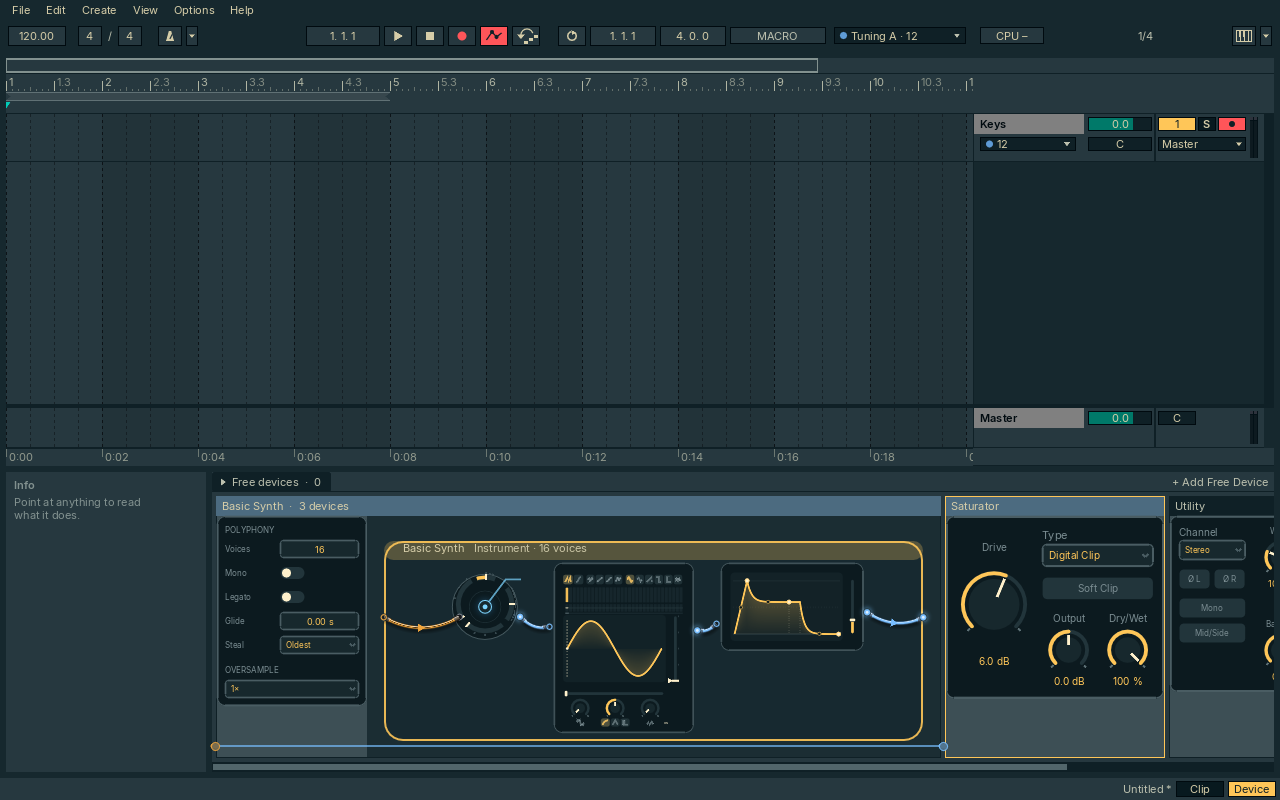 File Edit Create View Options Help
120.00 4 / 4 1. 1. 1 1. 1. 1 4. 0. 0 MACRO Tuning A · 12 CPU – 1/4
1 1.3 2 2.3 3 3.3 4 4.3 5 5.3 6 6.3 7 7.3 8 8.3 9 9.3 10 10.3 1
Keys 0.0 1 S
12 C Master
Master 0.0 C
0:00 0:02 0:04 0:06 0:08 0:10 0:12 0:14 0:16 0:18
Info
Point at anything to read
what it does.
Free devices · 0 + Add Free Device
Basic Synth · 3 devices
POLYPHONY
Voices 16
Mono
Legato
Glide 0.00 s
Steal Oldest
OVERSAMPLE
1×
Basic Synth Instrument · 16 voices
Saturator
Drive
6.0 dB
Type
Digital Clip
Soft Clip
Output Dry/Wet
0.0 dB 100 %
Utility
Channel
Stereo
Ø L Ø R
Mono
Mid/Side
Untitled * Clip Device